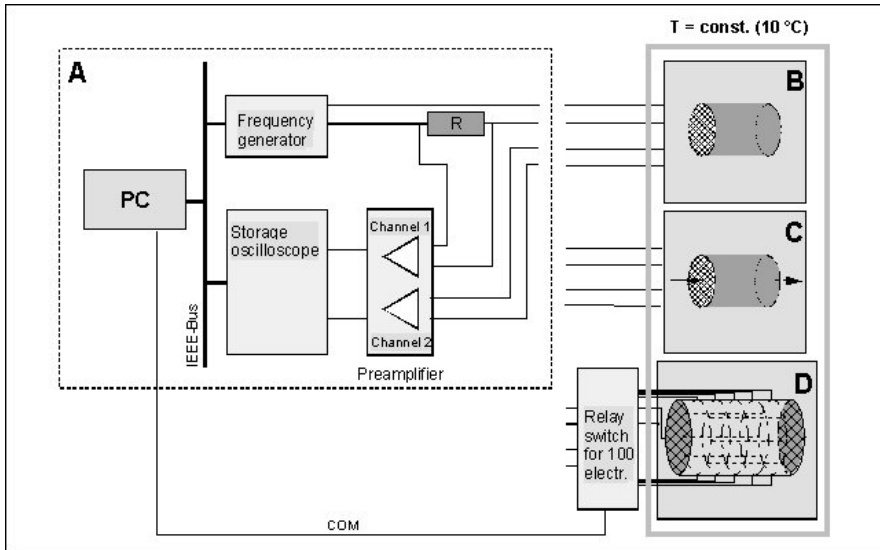 T = const. (10 °C)
A
Frequency
generator
R
B
PC
Storage
oscilloscope
Channel 1
Channel 2
Preamplifier
IEEE-Bus
C
D
Relay
switch
for 100
electr.
COM